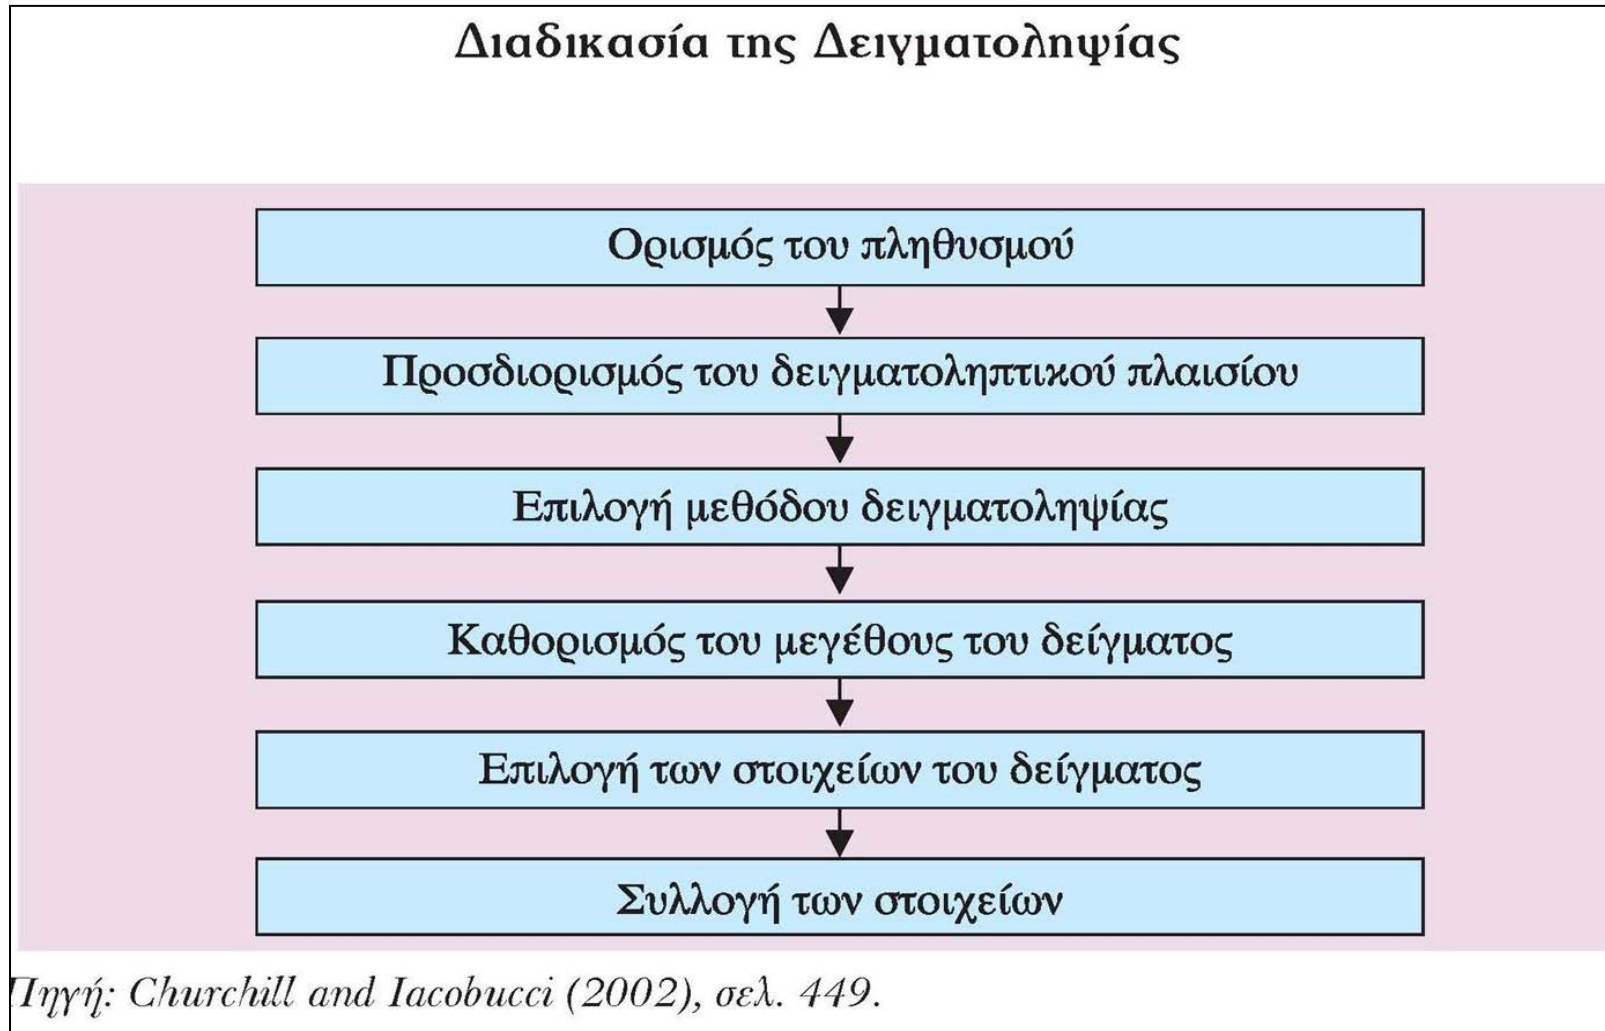 Διαδικασία της Δειγματοληψίας
Ορισμός του πληθυσμού
Προσδιορισμός του δειγματοληπτικού πλαισίου
Επιλογή μεθόδου δειγματοληψίας
Καθορισμός του μεγέθους του δείγματος
Επιλογή των στοιχείων του δείγματος
Συλλογή των στοιχείων
Πηγή: Churchill and Iacobucci (2002), σελ. 449.